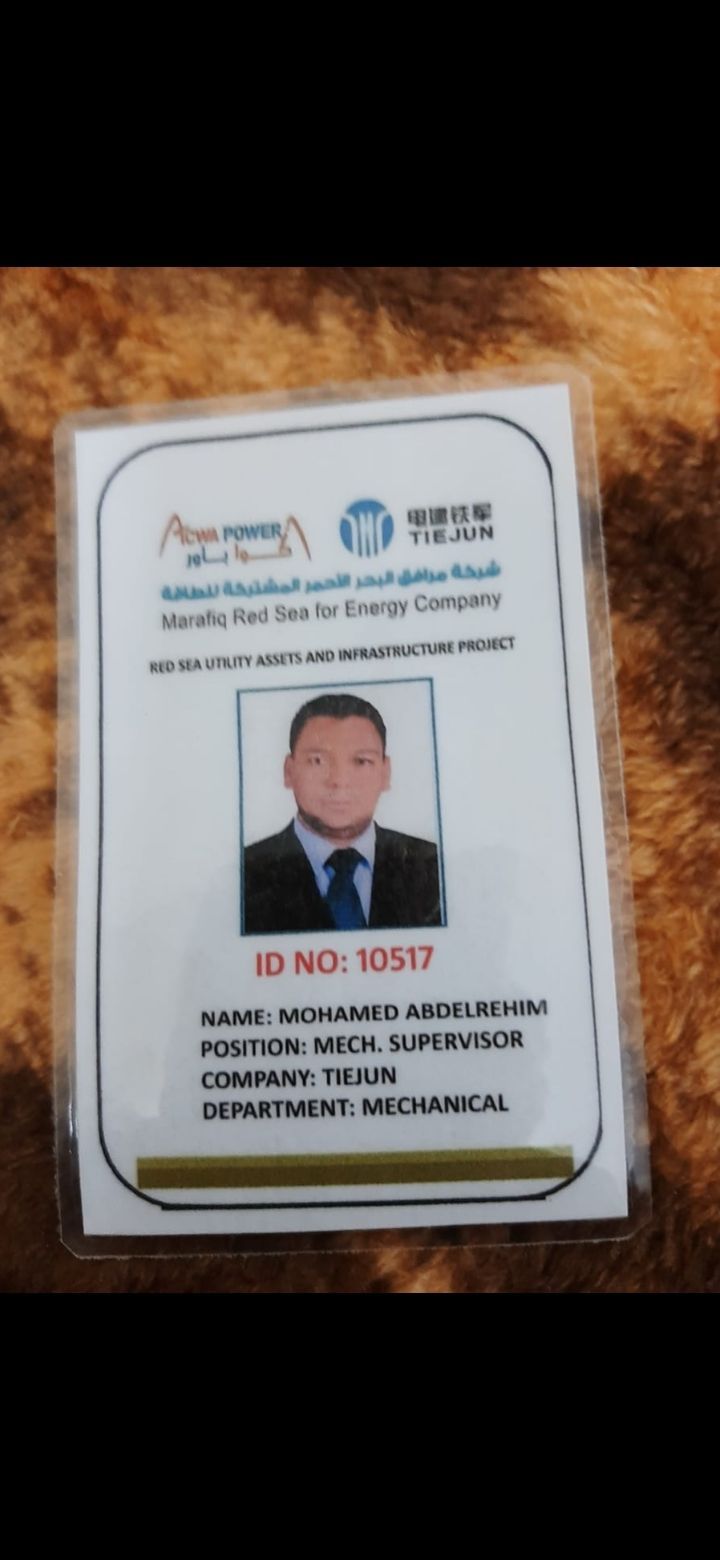 ACWA POWER
أكوا باور
电建铁军
TIEJUN
شركة مرافق البحر الأحمر المشتركة للطاقة
Marafiq Red Sea for Energy Company
RED SEA UTILITY ASSETS AND INFRASTRUCTURE PROJECT
ID NO: 10517
NAME: MOHAMED ABDELREHIM
POSITION: MECH. SUPERVISOR
COMPANY: TIEJUN
DEPARTMENT: MECHANICAL